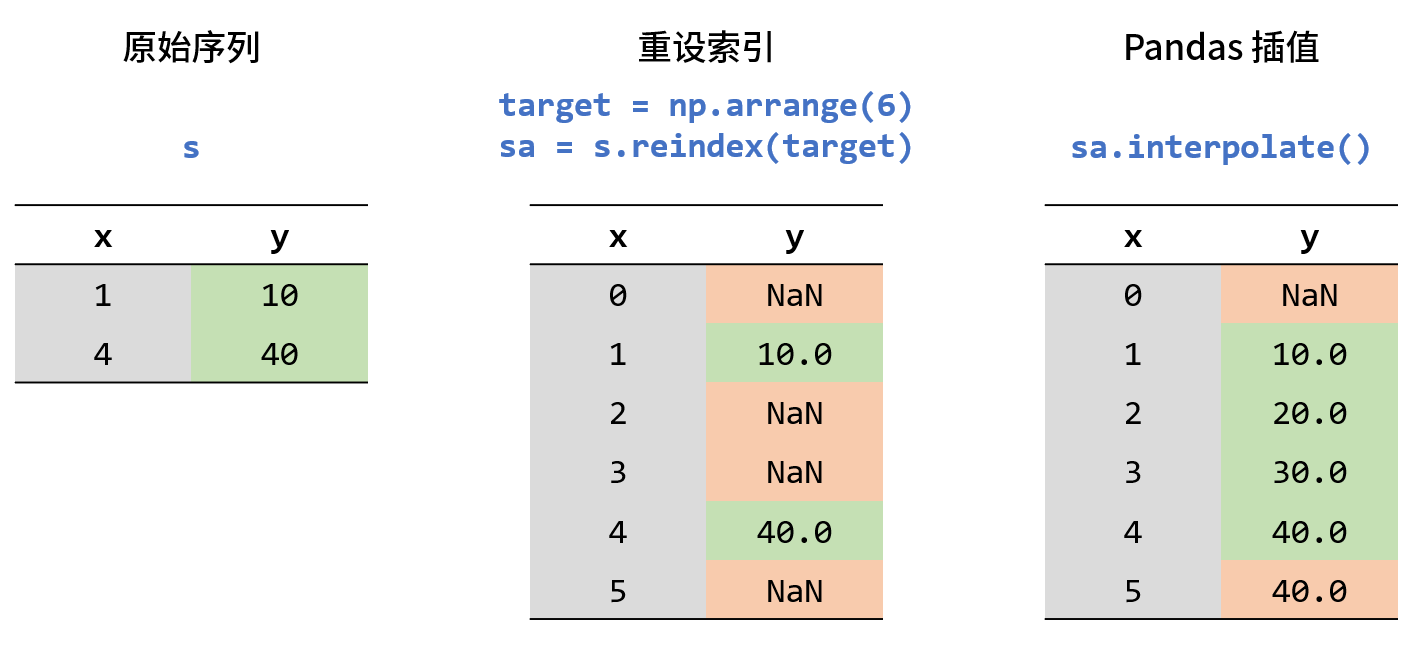 原始序列
s
x y
1 10
4 40
重设索引
target = np.arrange(6)
sa = s.reindex(target)
x y
0 NaN
1 10.0
2 NaN
3 NaN
4 40.0
5 NaN
Pandas 插值
sa.interpolate()
x y
0 NaN
1 10.0
2 20.0
3 30.0
4 40.0
5 40.0